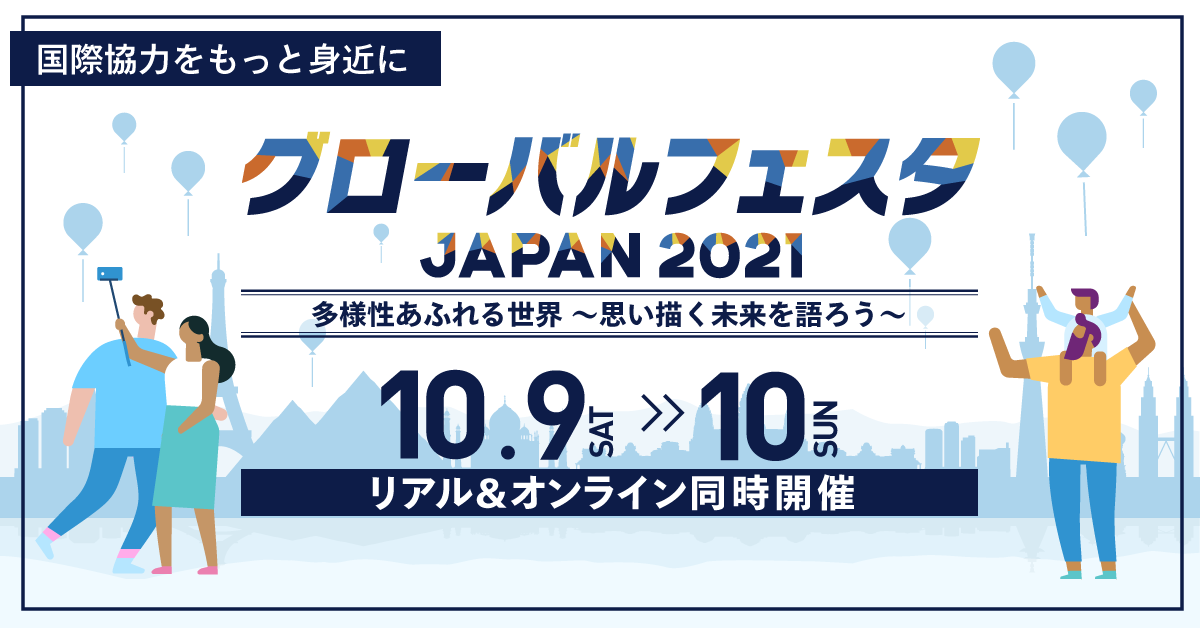 国際協力をもっと身近に
グローバルフェスタ
JAPAN 2021
多様性あふれる世界 ～思い描く未来を語ろう～
10.9 SAT >> 10 SUN
リアル&オンライン同時開催